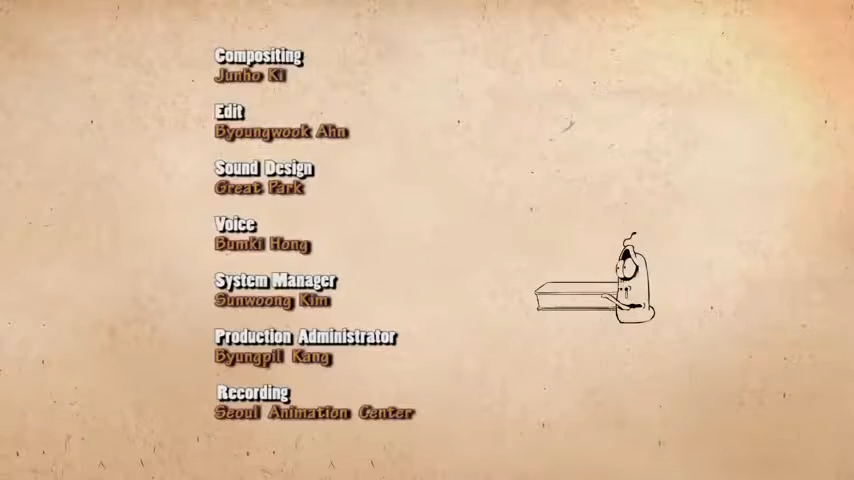 Compositing
Junho Ki
Edit
Byoungwook Ahn
Sound Design
Great Park
Voice
Bumki Hong
System Manager
Sunwoong Kim
Production Administrator
Byungpil Kang
Recording
Seoul Animation Center